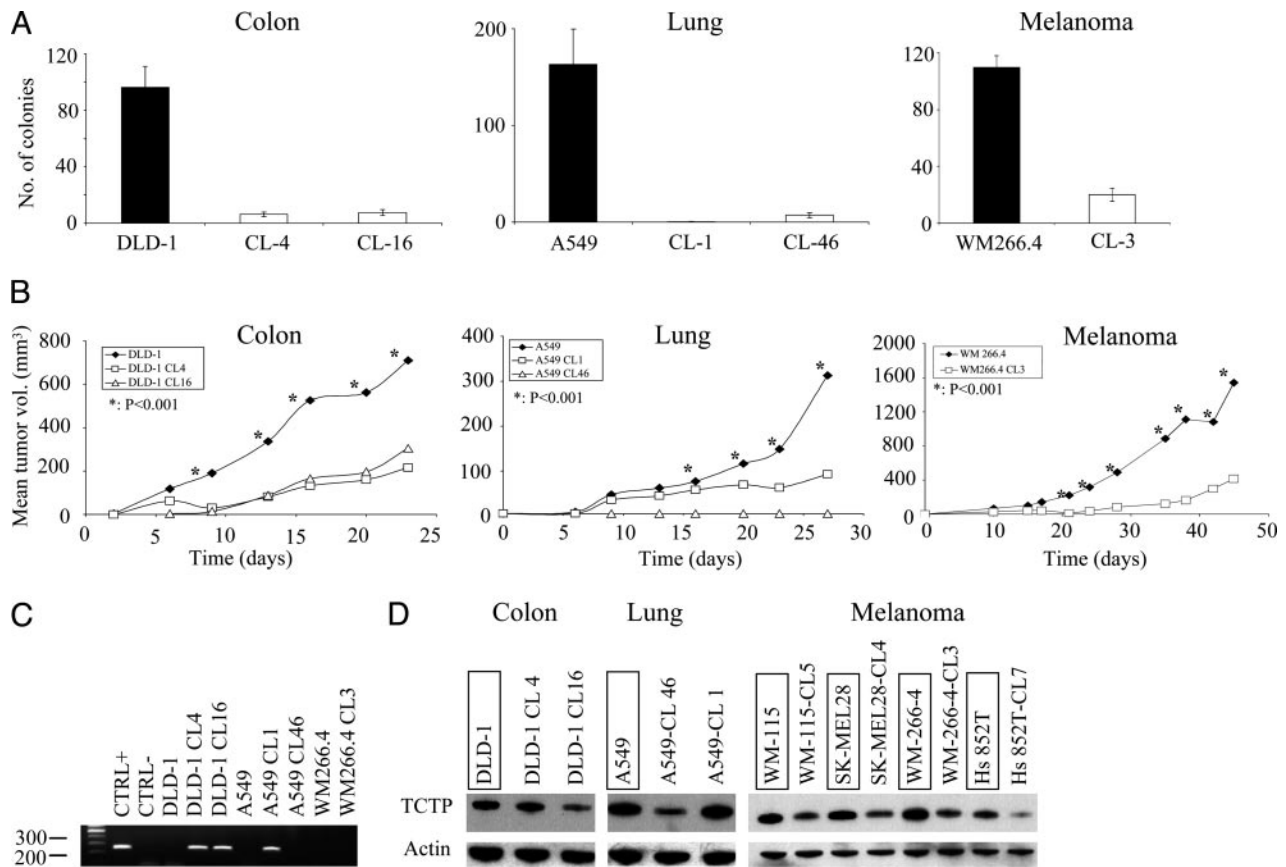 A
Colon
Lung
Melanoma
No. of colonies
120
80
40
0
DLD-1
CL-4
CL-16
200
100
0
A549
CL-1
CL-46
120
80
40
0
WM266.4
CL-3
B
Colon
Lung
Melanoma
Mean tumor vol. (mm³)
800
600
400
200
0
DLD-1
DLD-1 CL4
DLD-1 CL16
*: P<0.001
* * * * *
0 5 10 15 20 25
Time (days)
400
300
200
100
0
A549
A549 CL1
A549 CL46
*: P<0.001
* * * *
0 5 10 15 20 25 30
Time (days)
2000
1600
1200
800
400
0
WM 266.4
WM266.4 CL3
*: P<0.001
* * * * * * *
0 10 20 30 40 50
Time (days)
C
CTRL+
CTRL-
DLD-1
DLD-1 CL4
DLD-1 CL16
A549
A549 CL1
A549 CL46
WM266.4
WM266.4 CL3
300
200
D
Colon
Lung
Melanoma
DLD-1
DLD-1 CL 4
DLD-1 CL16
A549
A549-CL 46
A549-CL 1
WM-115
WM-115-CL5
SK-MEL28
SK-MEL28-CL4
WM-266-4
WM-266-4-CL3
Hs 852T
Hs 852T-CL7
TCTP
Actin